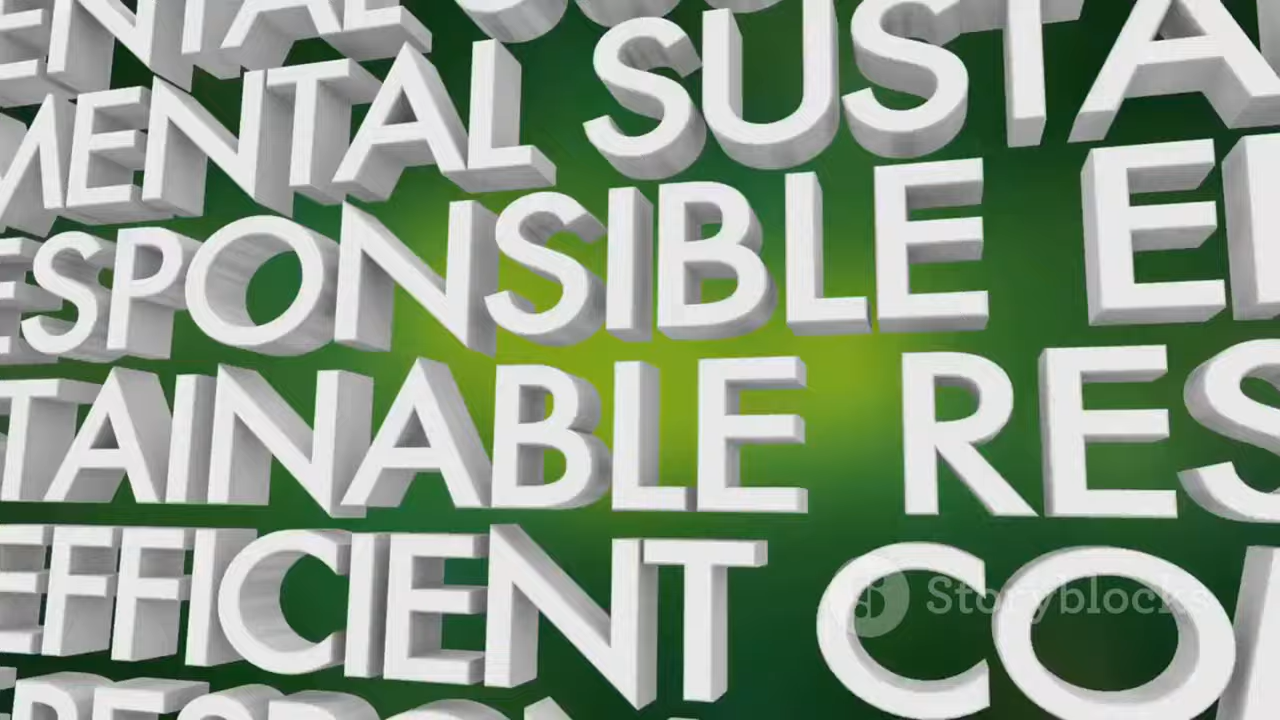 ENTAL
MENTAL SUSTA
ESPONSIBLE E
TAINABLE RES
EFFICIENT CO
Storyblocks